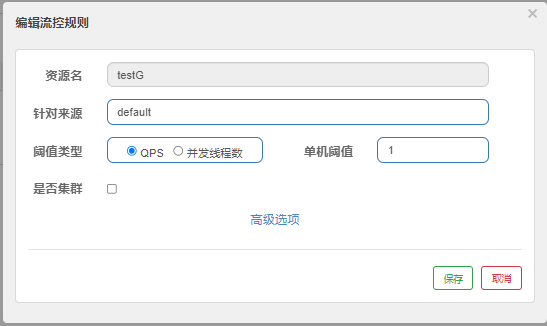 编辑流控规则
×
资源名 testG
针对来源 default
阈值类型 QPS 并发线程数 单机阈值 1
是否集群
高级选项
保存 取消